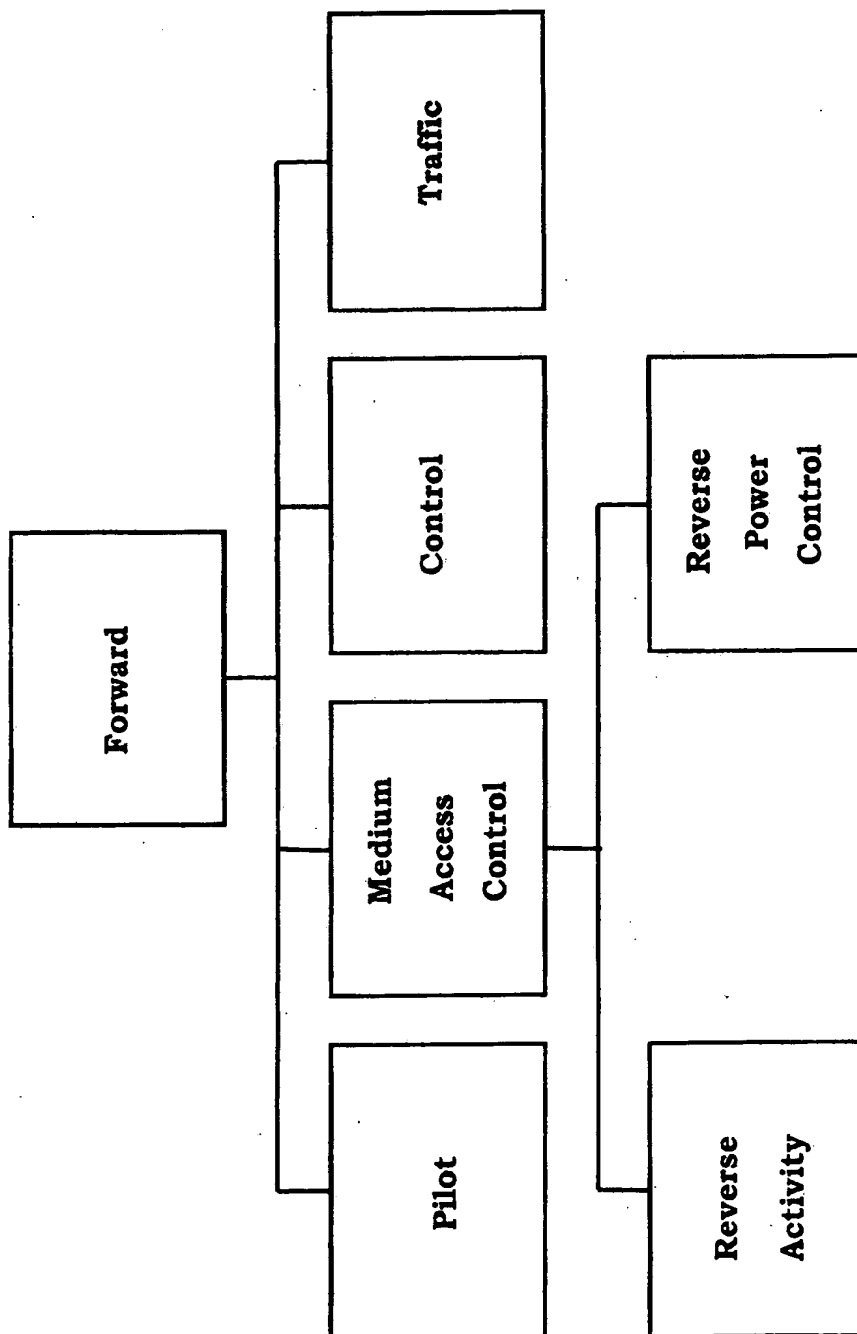 Forward
Pilot
Medium
Access
Control
Control
Traffic
Reverse
Activity
Reverse
Power
Control